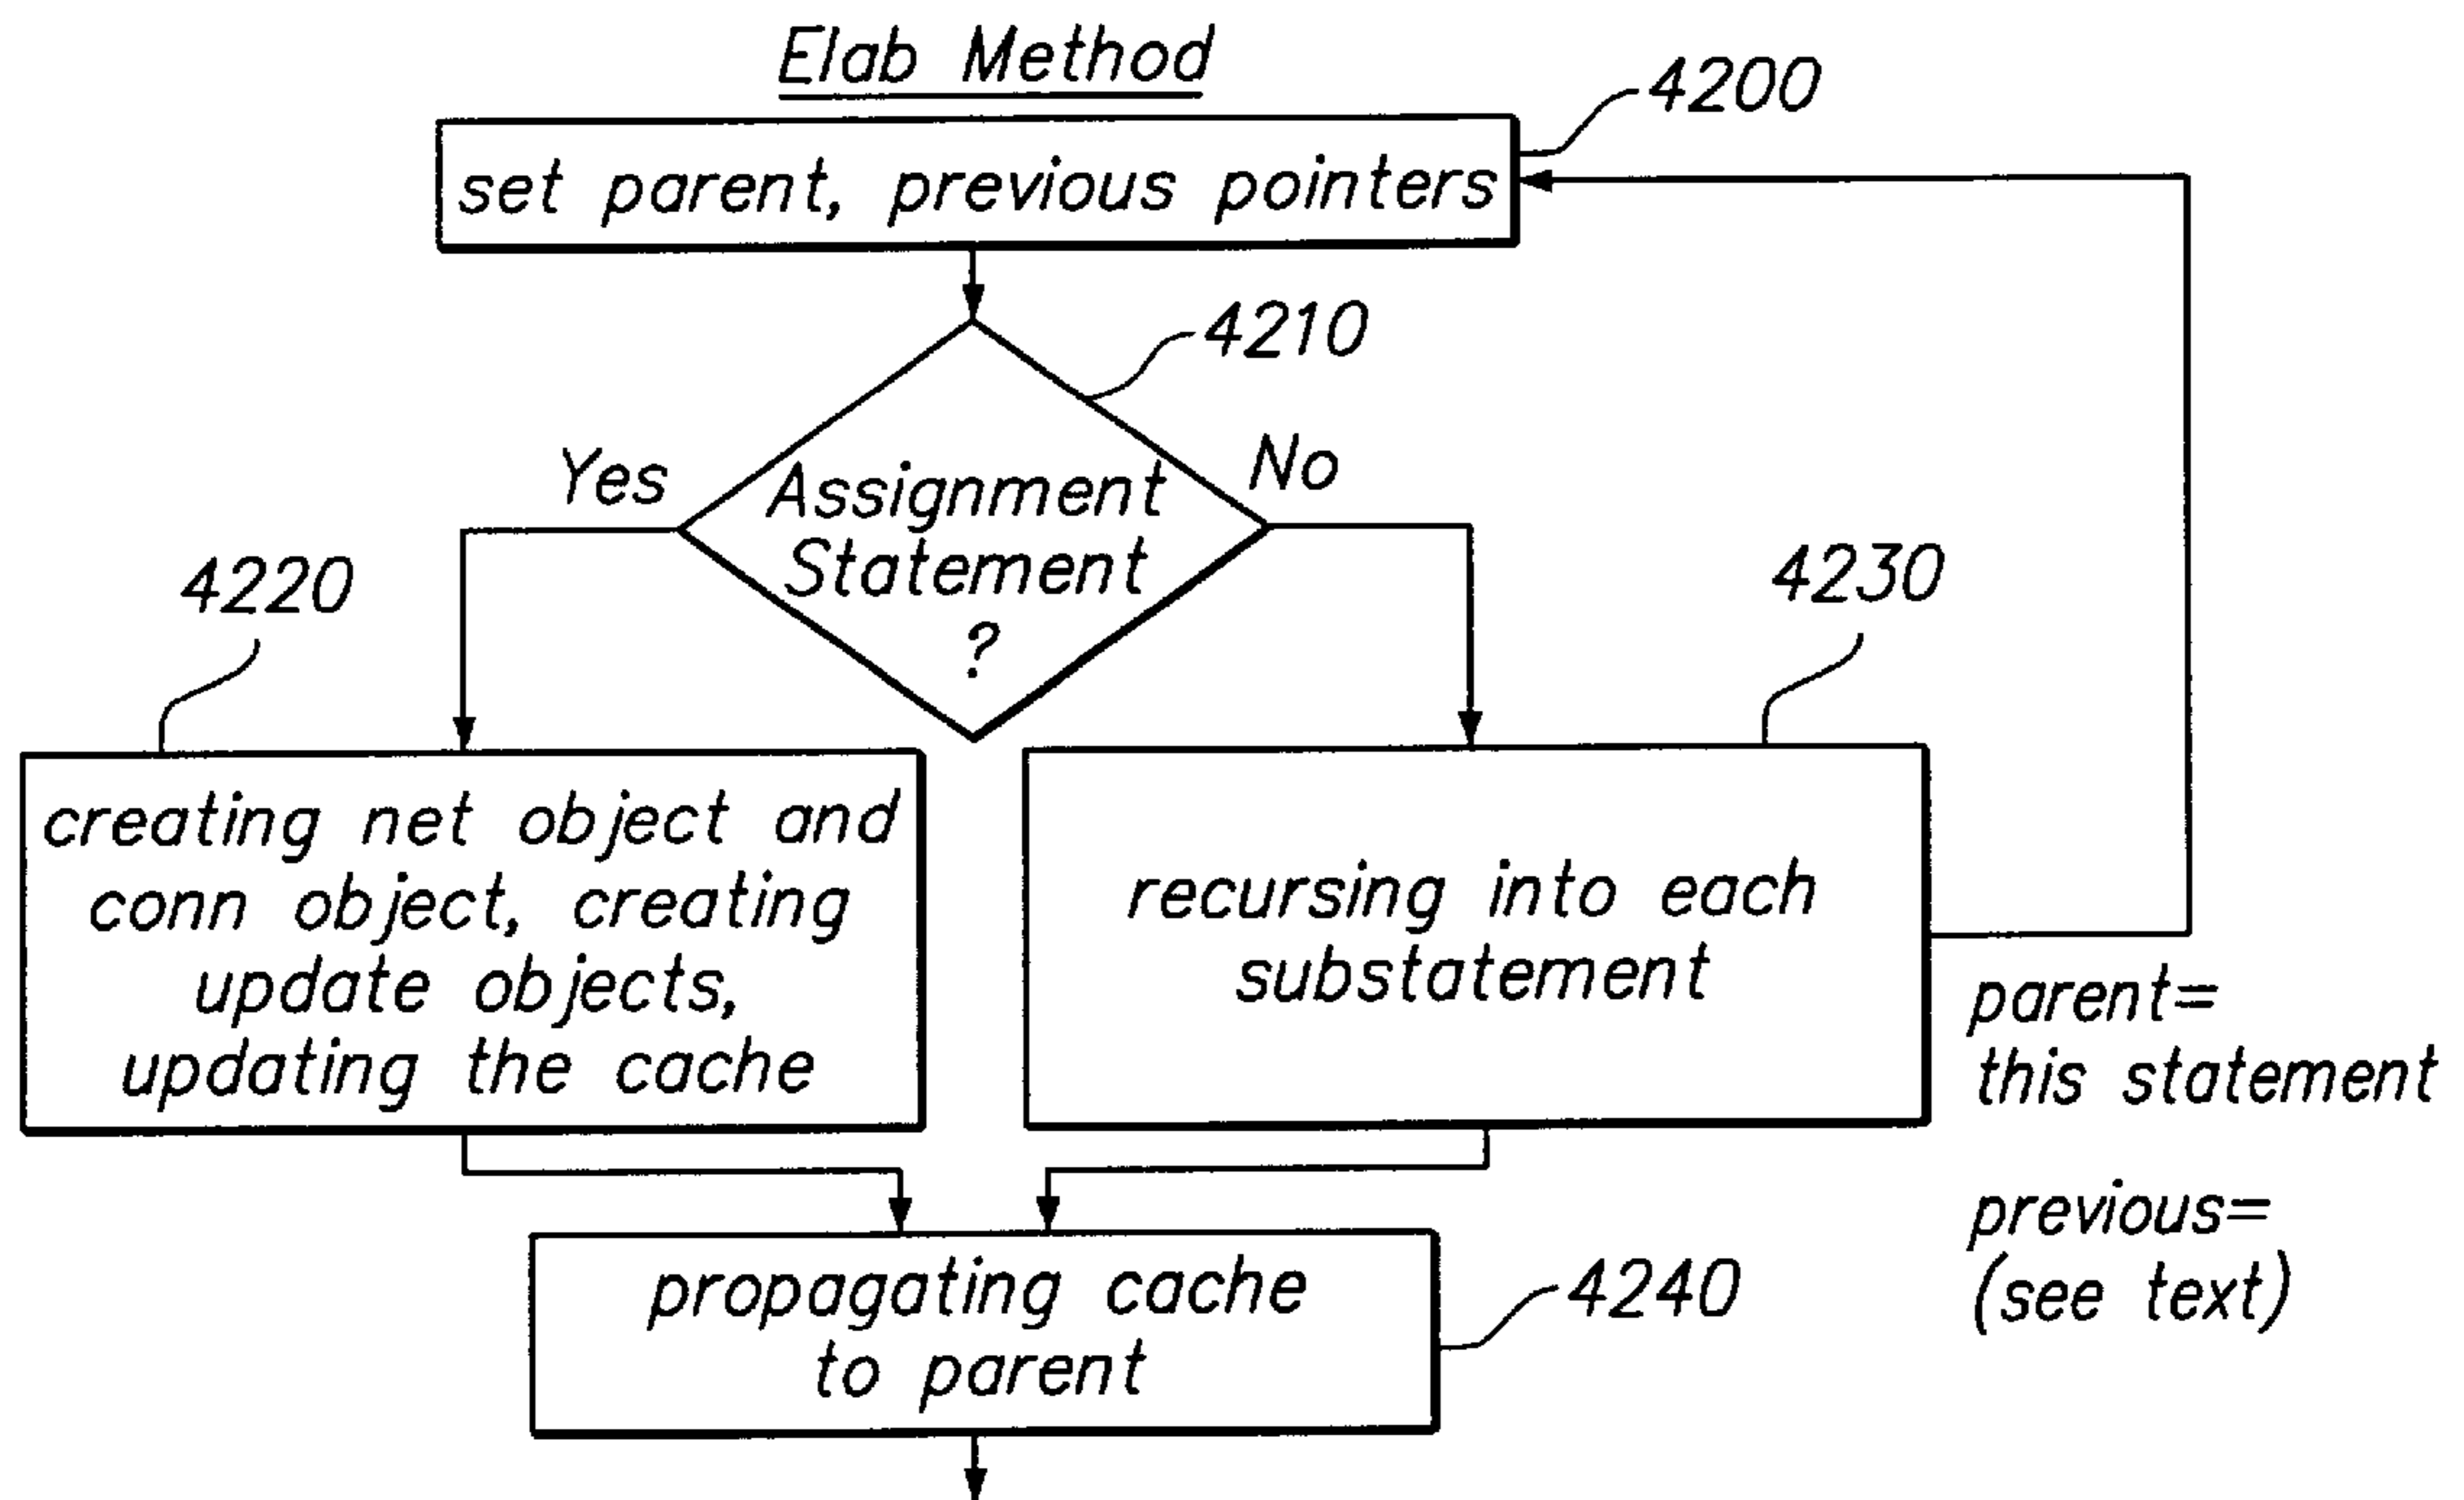 Elab Method
4200
set parent, previous pointers
4210
Yes
No
Assignment
Statement
?
4220
4230
creating net object and
conn object, creating
update objects,
updating the cache
recursing into each
substatement
parent=
this statement
previous=
(see text)
propagating cache
to parent
4240